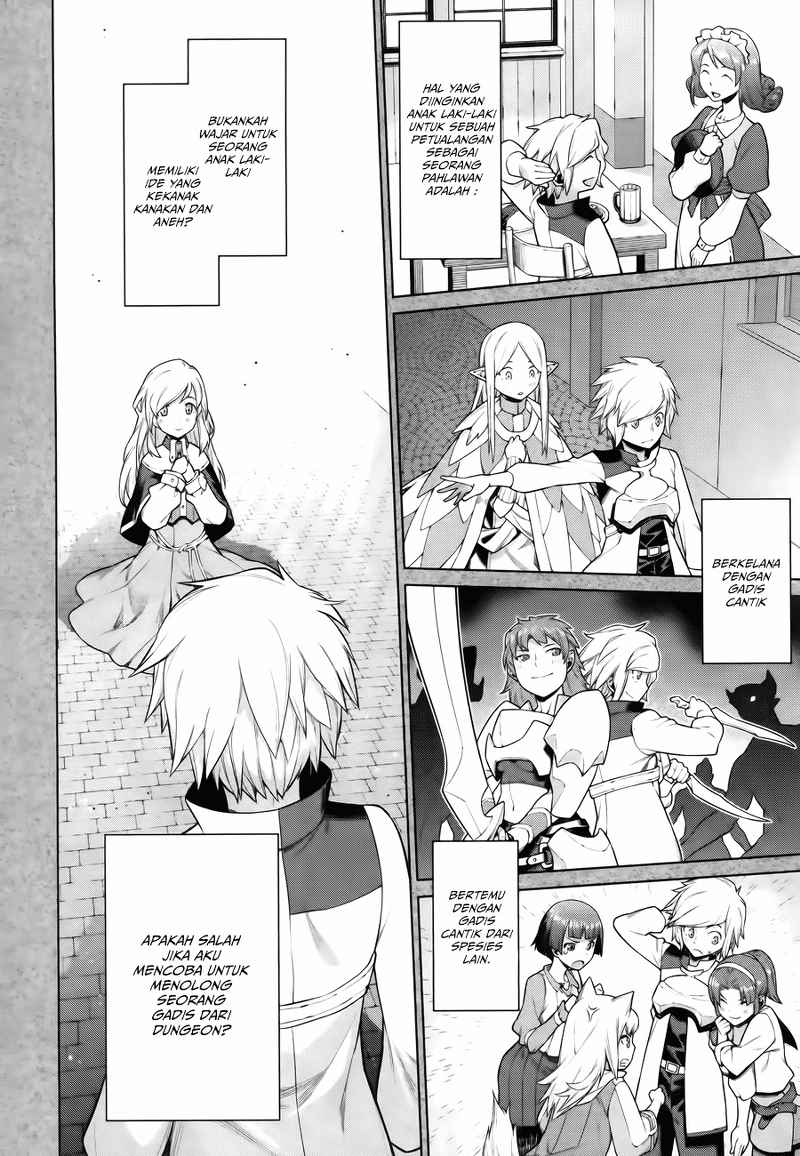 HAL YANG
DIINGINKAN
ANAK LAKI-LAKI
UNTUK SEBUAH
PETUALANGAN
SEBAGAI
SEORANG
PAHLAWAN
ADALAH :
BERKELANA
DENGAN
GADIS
CANTIK
BERTEMU
DENGAN
GADIS
CANTIK DARI
SPESIES
LAIN.
BUKANKAH
WAJAR UNTUK
SEORANG
ANAK LAKI-
LAKI
MEMILIKI
IDE YANG
KEKANAK
KANAKAN DAN
ANEH?
APAKAH SALAH
JIKA AKU
MENCOBA UNTUK
MENOLONG
SEORANG
GADIS DARI
DUNGEON?